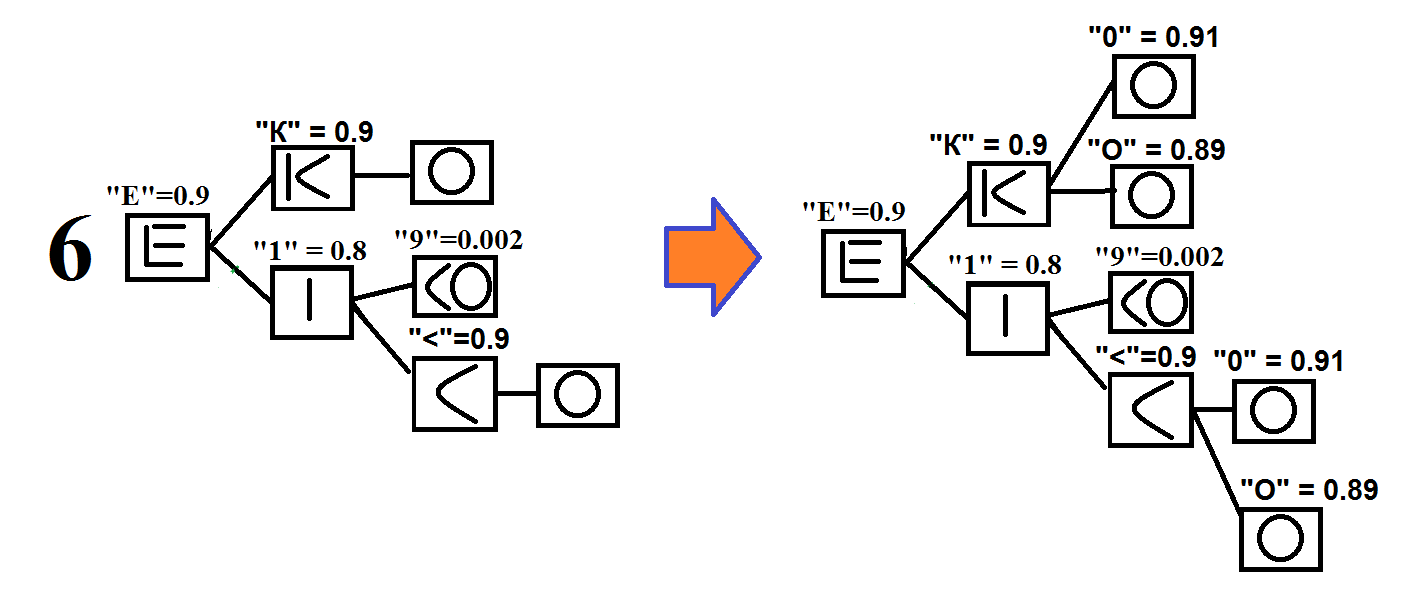 6
"E"=0.9
E
"К" = 0.9
K
O
"1" = 0.8
I
"9"=0.002
<O
"<"=0.9
<
O
"E"=0.9
E
"К" = 0.9
K
"0" = 0.91
O
"O" = 0.89
O
"1" = 0.8
I
"9"=0.002
<O
"<"=0.9
<
"0" = 0.91
O
"O" = 0.89
O